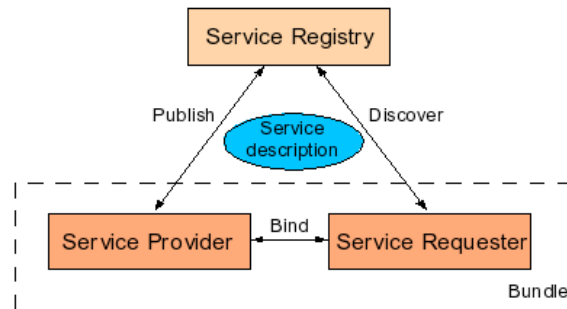 Service Registry
Publish
Discover
Service
description
Service Provider
Bind
Service Requester
Bundle